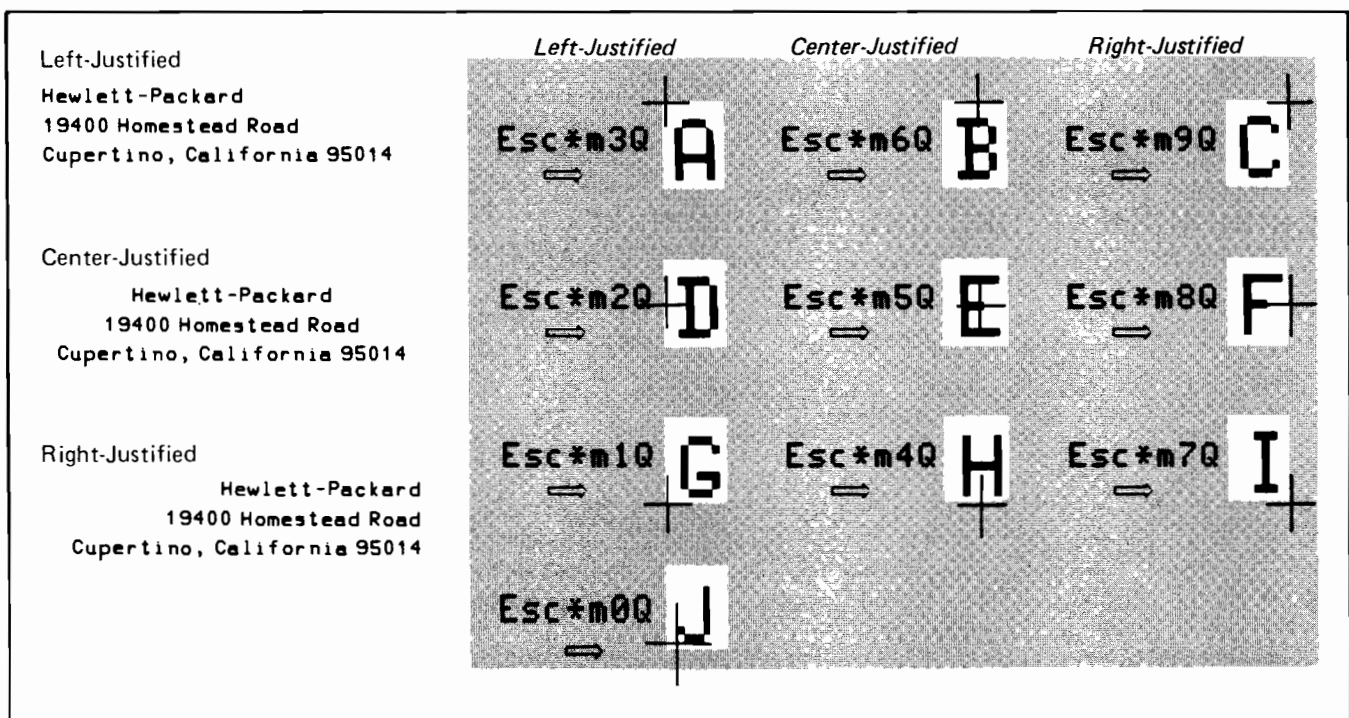 Left-Justified
Hewlett-Packard
19400 Homestead Road
Cupertino, California 95014
Center-Justified
Hewlett-Packard
19400 Homestead Road
Cupertino, California 95014
Right-Justified
Hewlett-Packard
19400 Homestead Road
Cupertino, California 95014
Left-Justified Center-Justified Right-Justified
Esc*m3Q A Esc*m6Q B Esc*m9Q C
Esc*m2Q D Esc*m5Q E Esc*m8Q F
Esc*m1Q G Esc*m4Q H Esc*m7Q I
Esc*m0Q J